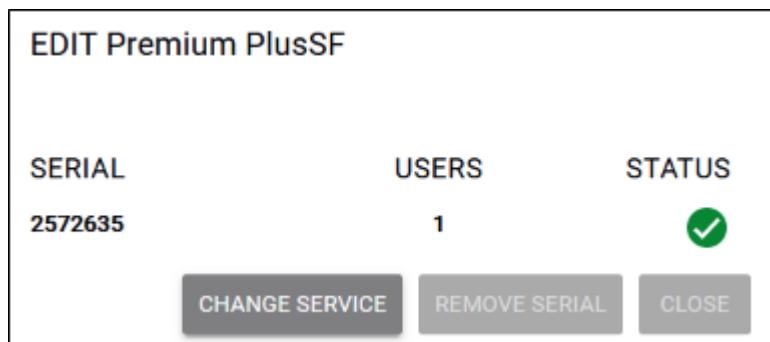 EDIT Premium PlusSF
SERIAL USERS STATUS
2572635 1
CHANGE SERVICE REMOVE SERIAL CLOSE